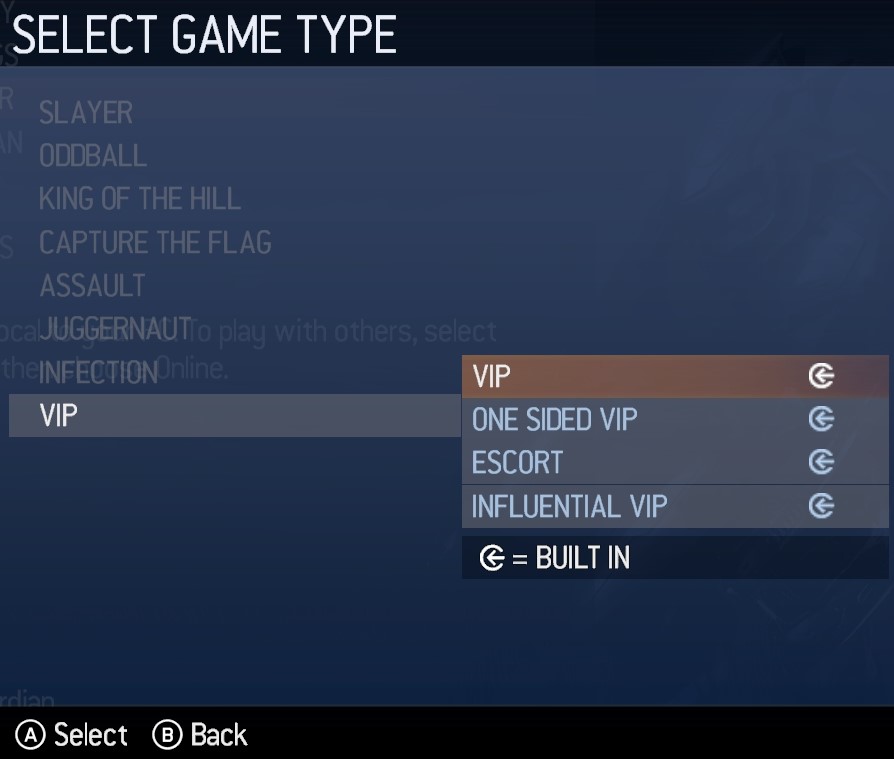 SELECT GAME TYPE
SLAYER
ODDBALL
KING OF THE HILL
CAPTURE THE FLAG
ASSAULT
JUGGERNAUT
To play with others, select
INFECTION
Online.
VIP
VIP
ONE SIDED VIP
ESCORT
INFLUENTIAL VIP
= BUILT IN
A Select B Back